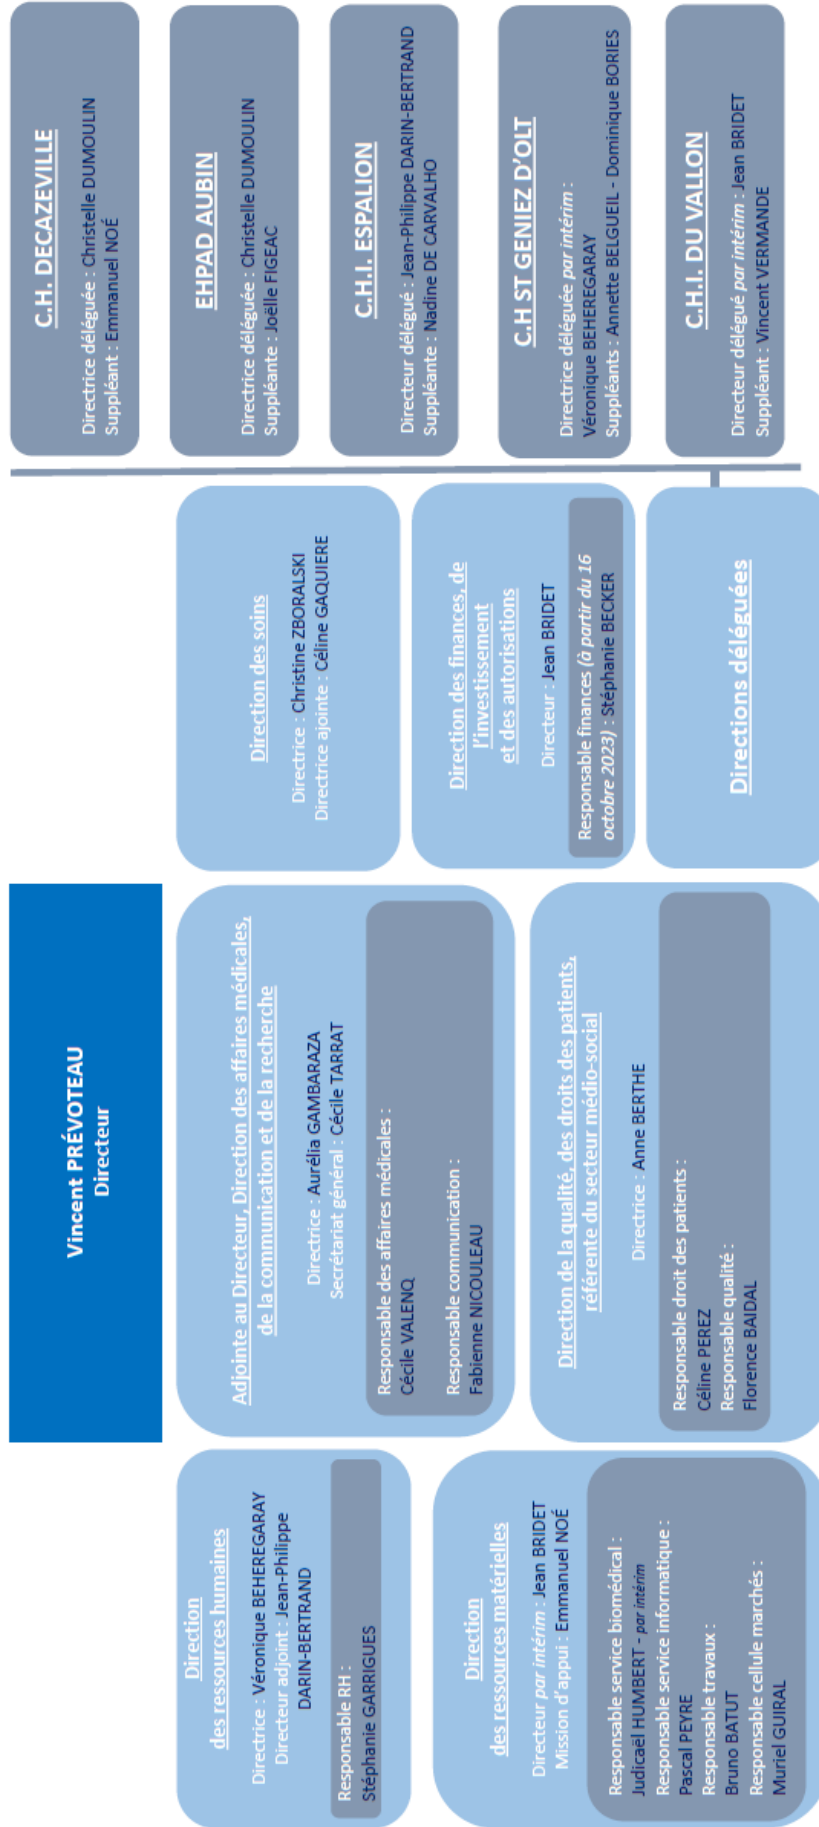 Vincent PRÉVOTEAU
Directeur
Direction
des ressources humaines
Directrice : Véronique BEHEREGARAY
Directeur adjoint : Jean-Philippe
DARIN-BERTRAND
Responsable RH :
Stéphanie GARRIGUES
Adjointe au Directeur, Direction des affaires médicales,
de la communication et de la recherche
Directrice : Aurélia GAMBARAZA
Secrétariat général : Cécile TARRAT
Responsable des affaires médicales :
Cécile VALENQ
Responsable communication :
Fabienne NICOULEAU
Direction des soins
Directrice : Christine ZBORALSKI
Directrice ajointe : Céline GAQUIERE
Direction
des ressources matérielles
Directeur par intérim : Jean BRIDET
Mission d'appui : Emmanuel NOÉ
Responsable service biomédical :
Judicaël HUMBERT - par intérim
Responsable service informatique :
Pascal PEYRE
Responsable travaux :
Bruno BATUT
Responsable cellule marchés :
Muriel GUIRAL
Direction de la qualité, des droits des patients,
référente du secteur médio-social
Directrice : Anne BERTHE
Responsable droit des patients :
Céline PEREZ
Responsable qualité :
Florence BAIDAL
Direction des finances, de
l'investissement
et des autorisations
Directeur : Jean BRIDET
Responsable finances (à partir du 16
octobre 2023) : Stéphanie BECKER
Directions déléguées
C.H. DECAZEVILLE
Directrice déléguée : Christelle DUMOULIN
Suppléant : Emmanuel NOÉ
EHPAD AUBIN
Directrice déléguée : Christelle DUMOULIN
Suppléante : Joëlle FIGEAC
C.H.I. ESPALION
Directeur délégué : Jean-Philippe DARIN-BERTRAND
Suppléante : Nadine DE CARVALHO
C.H ST GENIEZ D'OLT
Directrice déléguée par intérim :
Véronique BEHEREGARAY
Suppléants : Annette BELGUEIL - Dominique BORIES
C.H.I. DU VALLON
Directeur délégué par intérim : Jean BRIDET
Suppléant : Vincent VERMANDE